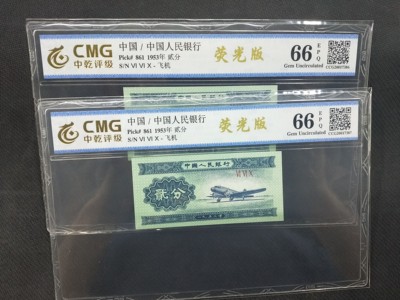 CMG
中乾评级
中国 / 中国人民银行
Pick# 861 1953年 贰分
S/N VI VI X - 飞机
荧光版
66
EPQ
Gem Uncirculated
CMG
中乾评级
中国 / 中国人民银行
Pick# 861 1953年 贰分
S/N VI VI X - 飞机
荧光版
66
EPQ
Gem Uncirculated
中国人民银行
贰分